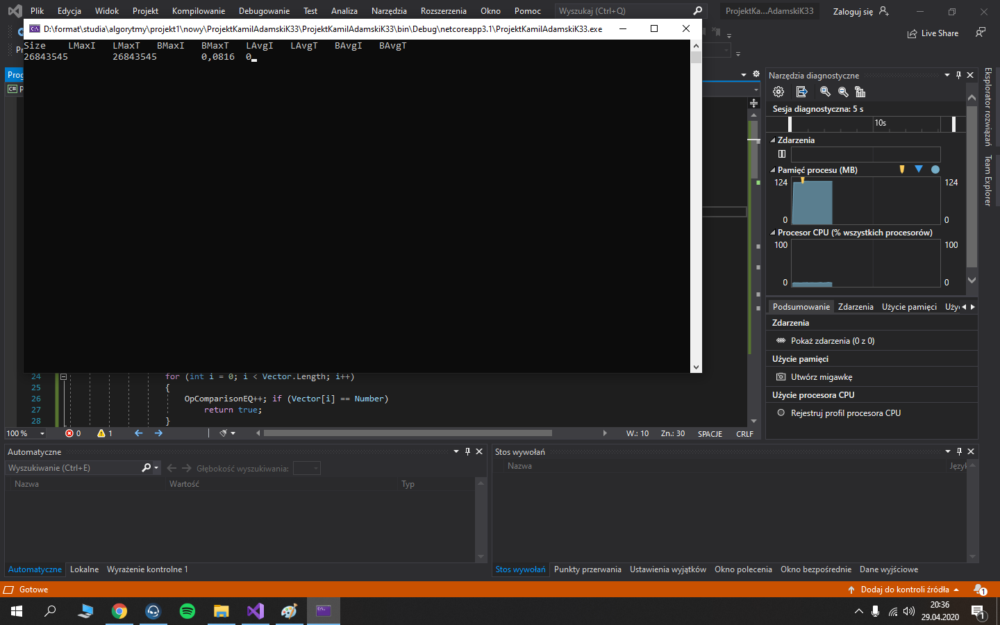 Plik Edycja Widok Projekt Kompilowanie Debugowanie Test Analiza Narzędzia Rozszerzenia Okno Pomoc Wyszukaj (Ctrl+Q) ProjektKa...AdamskiK33 Zaloguj się
D:\format\studia\algorytmy\projekt1\nowy\ProjektKamilAdamskiK33\ProjektKamilAdamskiK33\bin\Debug\netcoreapp3.1\ProjektKamilAdamskiK33.exe
Live Share
Size LMaxI LMaxT BMaxI BMaxT LAvgI LAvgT BAvgI BAvgT
26843545 26843545 0,0816 0
Narzędzia diagnostyczne
Sesja diagnostyczna: 5 s
10s
Zdarzenia
Pamięć procesu (MB)
124 124
0 0
Procesor CPU (% wszystkich procesorów)
100 100
0 0
Podsumowanie Zdarzenia Użycie pamięci Uży
Zdarzenia
Pokaż zdarzenia (0 z 0)
Użycie pamięci
Utwórz migawkę
Użycie procesora CPU
Rejestruj profil procesora CPU
Eksplorator rozwiązań
Team Explorer
24 for (int i = 0; i < Vector.Length; i++)
25 {
26 OpComparisonEQ++; if (Vector[i] == Number)
27 return true;
28 }
100 % 0 1 W.: 10 Zn.: 30 SPACJE CRLF
Automatyczne
Wyszukiwanie (Ctrl+E) Głębokość wyszukiwania:
Nazwa Wartość Typ
Automatyczne Lokalne Wyrażenie kontrolne 1
Stos wywołań
Nazwa Język
Stos wywołań Punkty przerwania Ustawienia wyjątków Okno polecenia Okno bezpośrednie Dane wyjściowe
Gotowe Dodaj do kontroli źródła 1
20:36
29.04.2020
1